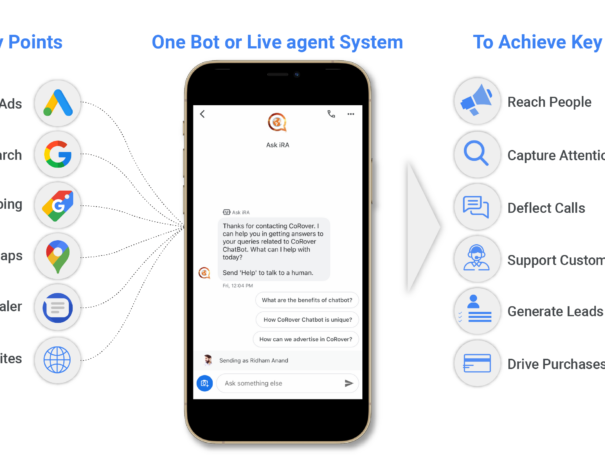 y Points
One Bot or Live agent System
To Achieve Key
Ads
arch
ping
aps
aler
ites
Ask iRA
Ask iRA
Thanks for contacting CoRover. I
can help you in getting answers to
your queries related to CoRover
ChatBot. What can I help with
today?
Send 'Help' to talk to a human.
Fri, 12:04 PM
What are the benefits of chatbot?
How CoRover Chatbot is unique?
How can we advertise in CoRover?
Sending as Ridham Anand
Ask something else
Reach People
Capture Attentio
Deflect Calls
Support Custom
Generate Leads
Drive Purchases